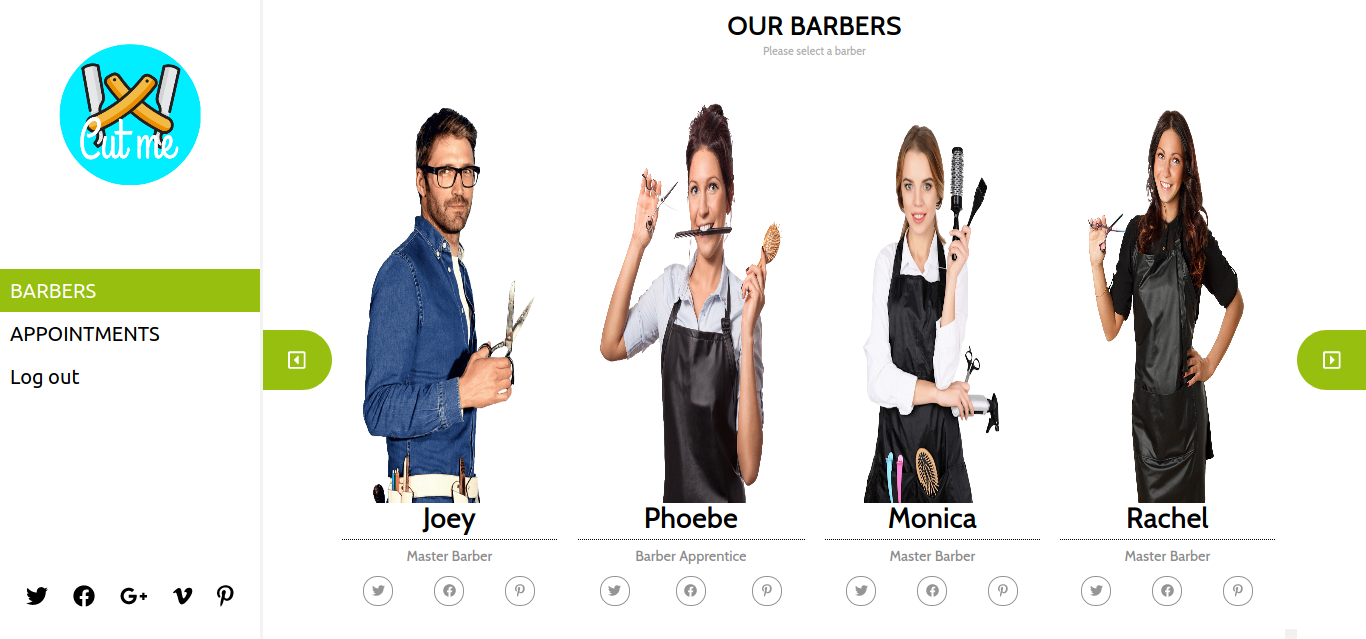 Cut me
BARBERS
APPOINTMENTS
Log out
OUR BARBERS
Please select a barber
Joey
Master Barber
Phoebe
Barber Apprentice
Monica
Master Barber
Rachel
Master Barber